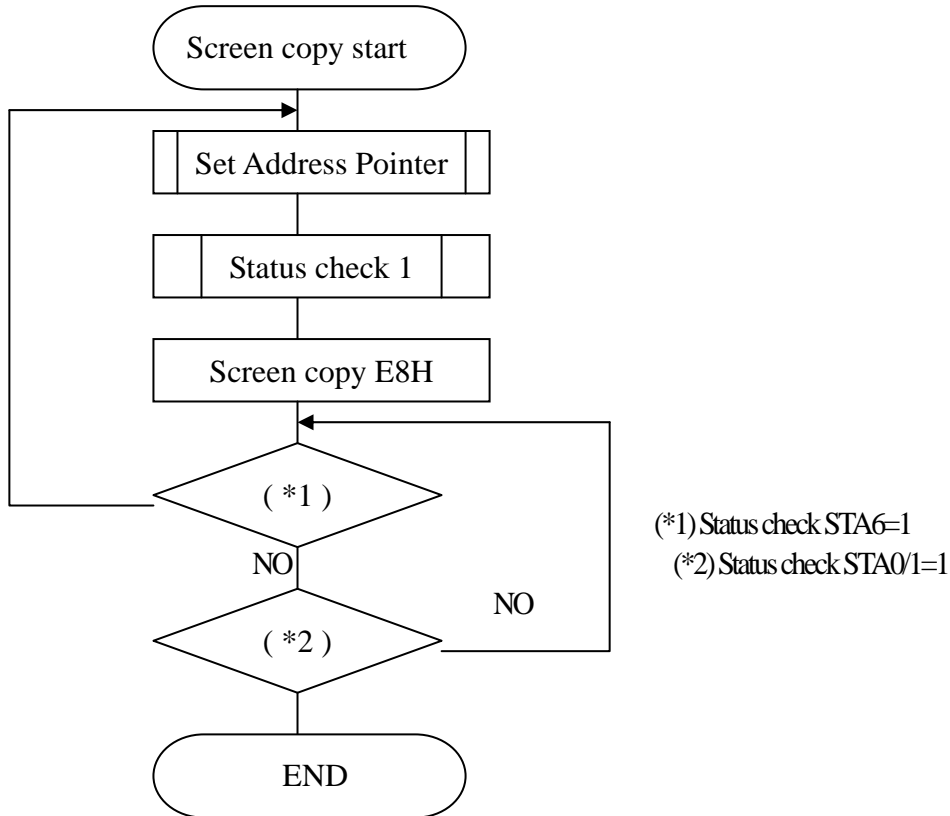 Screen copy start
Set Address Pointer
Status check 1
Screen copy E8H
( *1 )
(*1) Status check STA6=1
(*2) Status check STA0/1=1
NO
NO
( *2 )
END